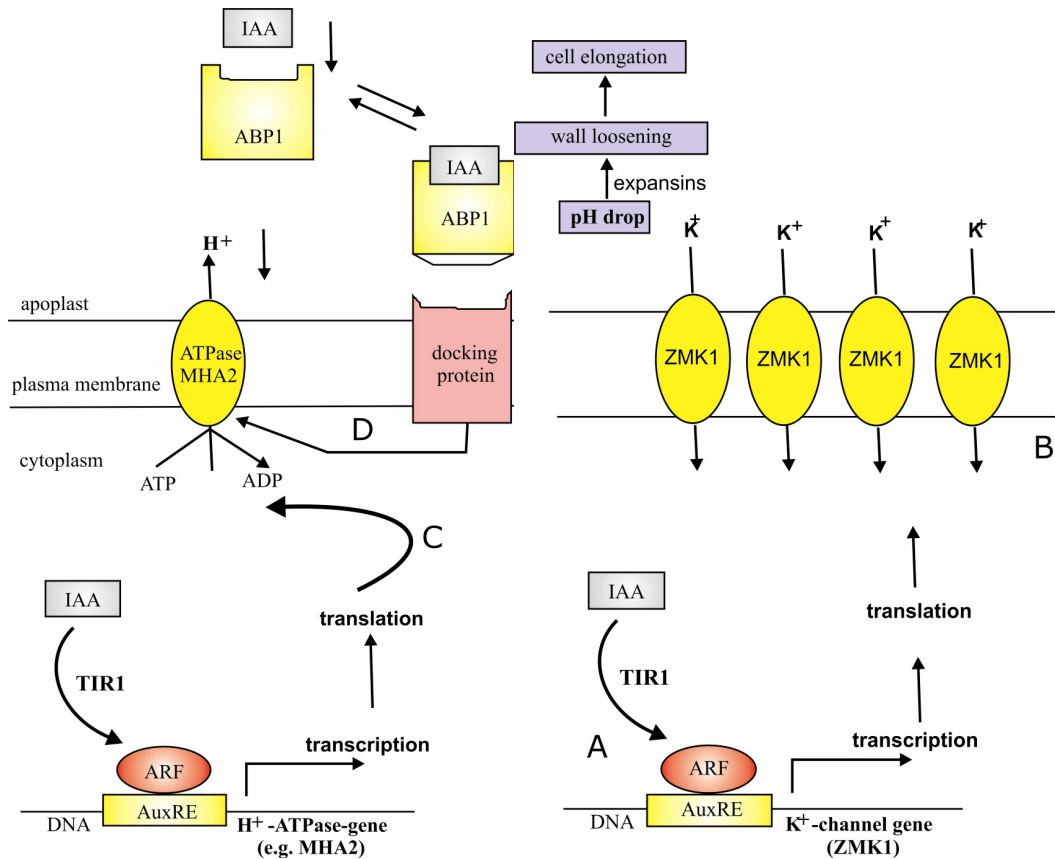 IAA
ABP1
IAA
ABP1
cell elongation
wall loosening
expansins
pH drop
H+
apoplast
ATPase
MHA2
plasma membrane
docking
protein
D
cytoplasm
ATP
ADP
C
K+
K+
K+
K+
ZMK1
ZMK1
ZMK1
ZMK1
B
IAA
TIR1
translation
transcription
ARF
AuxRE
DNA
H+ -ATPase-gene
(e.g. MHA2)
IAA
TIR1
translation
A
transcription
ARF
AuxRE
DNA
K+-channel gene
(ZMK1)